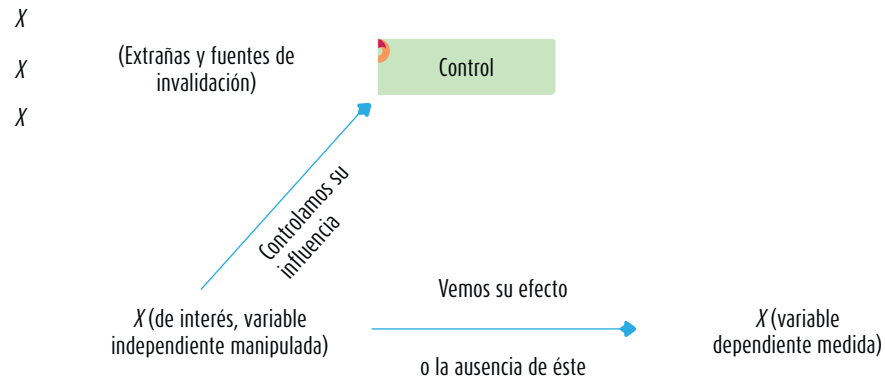 X
X
X
(Extrañas y fuentes de
invalidación)
Control
Controlamos su
influencia
X (de interés, variable
independiente manipulada)
Vemos su efecto
o la ausencia de éste
X (variable
dependiente medida)